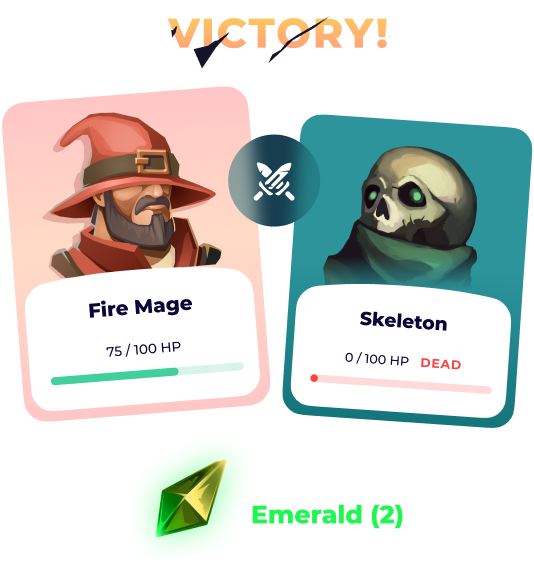 VICTORY!
Fire Mage
75 / 100 HP
Skeleton
0 / 100 HP DEAD
Emerald (2)